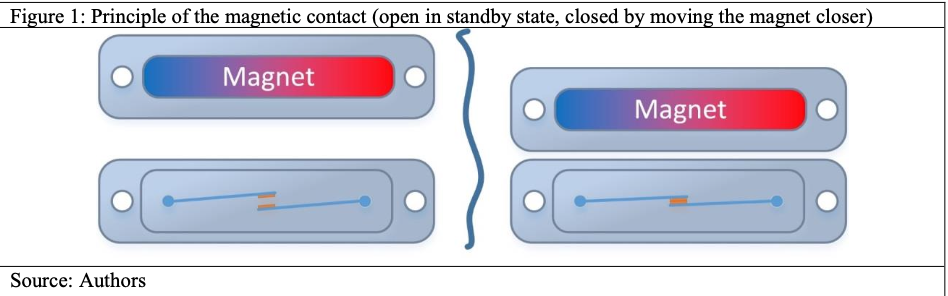 Figure 1: Principle of the magnetic contact (open in standby state, closed by moving the magnet closer)
Magnet
Magnet
Source: Authors